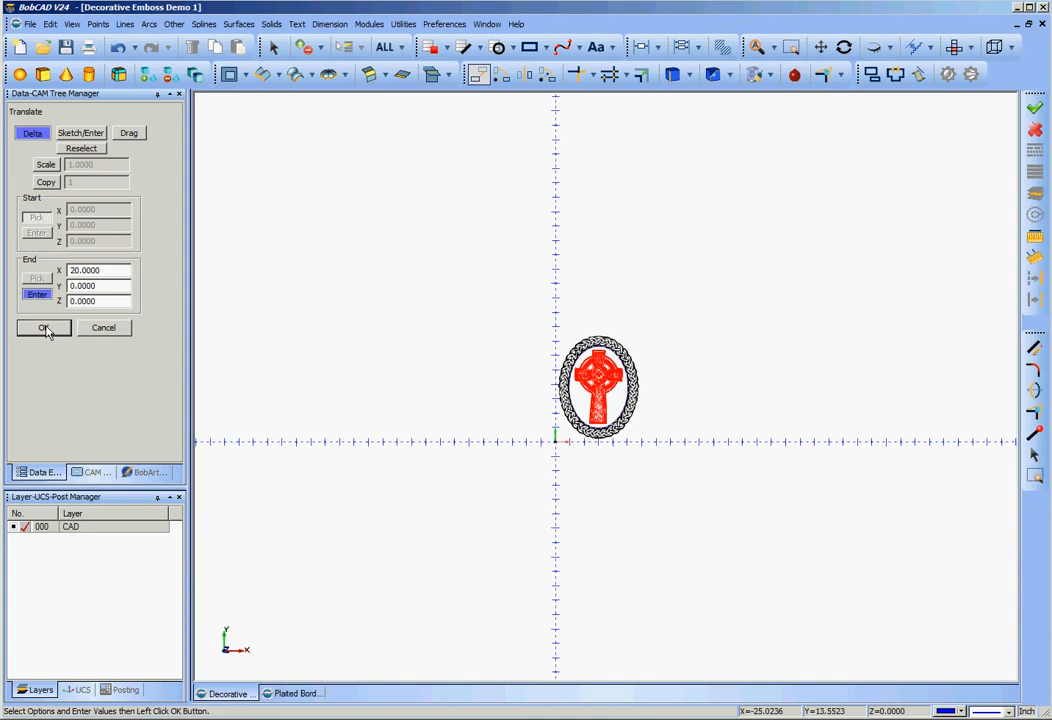 BobCAD V24 - [Decorative Emboss Demo 1]
File Edit View Points Lines Arcs Other Splines Surfaces Solids Text Dimension Modules Utilities Preferences Window Help
ALL
Aa
Data-CAM Tree Manager
Translate
Delta Sketch/Enter Drag
Reselect
Scale 1.0000
Copy 1
Start
Pick X 0.0000
Y 0.0000
Enter Z 0.0000
End
X 20.0000
Pick Y 0.0000
Enter Z 0.0000
OK Cancel
Data E... CAM ... BobArt...
Layer-UCS-Post Manager
No. Layer
000 CAD
Y
Z X
Layers UCS Posting
Decorative ... Plaited Bord...
Select Options and Enter Values then Left Click OK Button. X=-25.0236 Y=13.5523 Z=0.0000 Inch